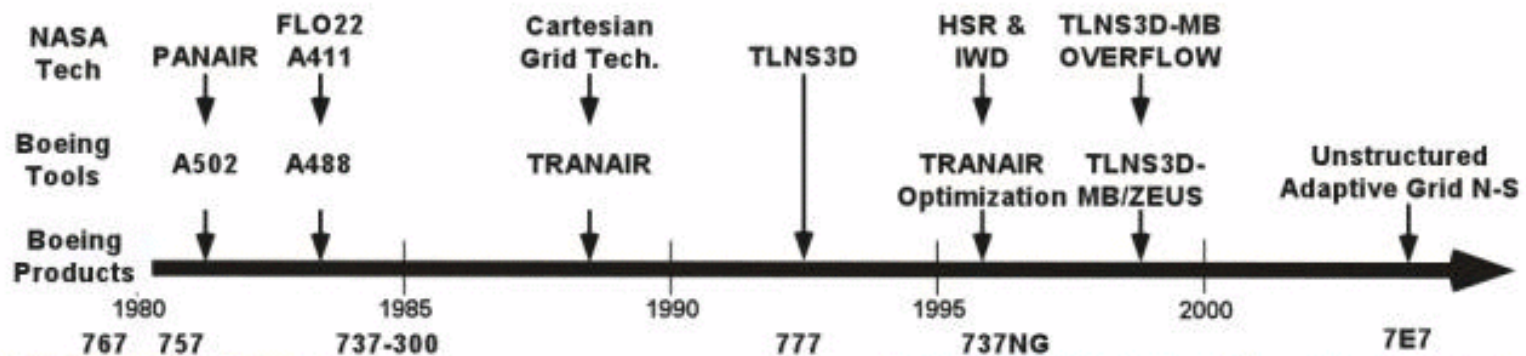 NASA Tech
PANAIR
FLO22
A411
Cartesian
Grid Tech.
TLNS3D
HSR &
IWD
TLNS3D-MB
OVERFLOW
Boeing
Tools
A502
A488
TRANAIR
TRANAIR
Optimization
TLNS3D-
MB/ZEUS
Unstructured
Adaptive Grid N-S
Boeing
Products
1980
1985
1990
1995
2000
767
757
737-300
777
737NG
7E7